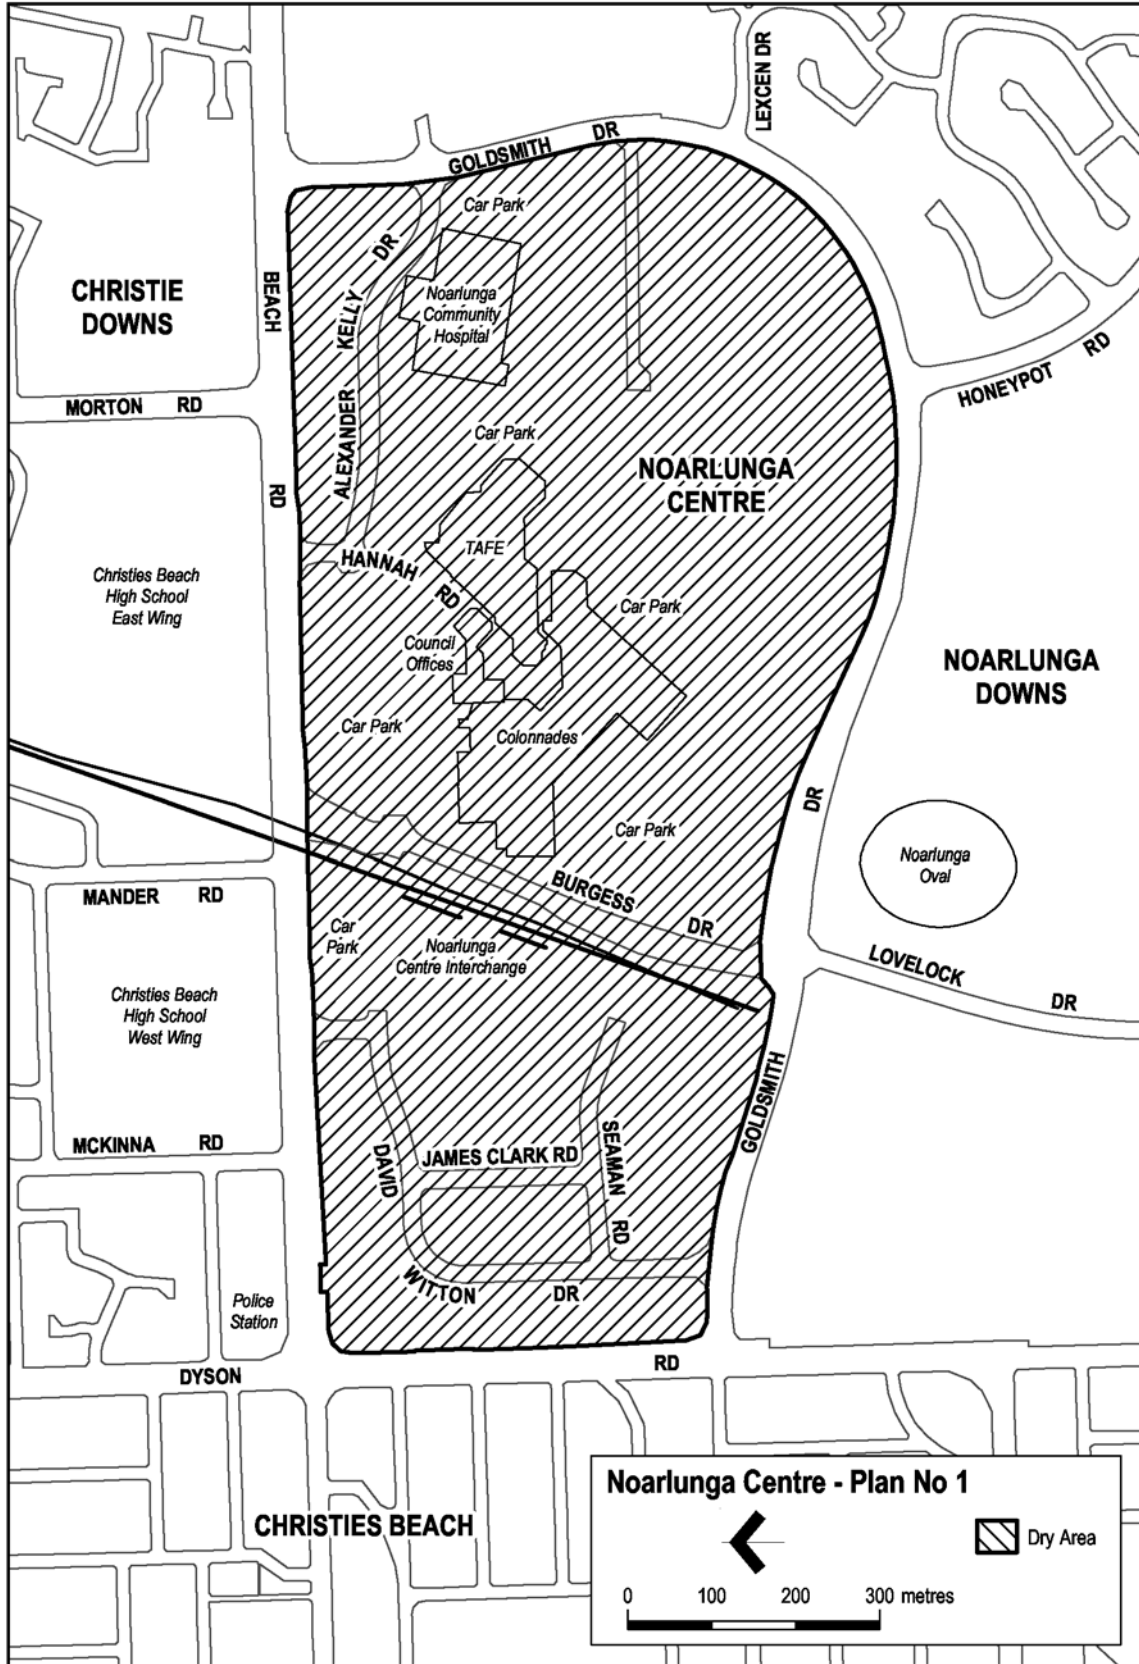 LEXCEN DR
GOLDSMITH DR
Car Park
ALEXANDER KELLY DR
BEACH RD
CHRISTIE
DOWNS
Noarlunga
Community
Hospital
HONEYPOT RD
MORTON RD
Car Park
NOARLUNGA
CENTRE
TAFE
HANNAH RD
Christies Beach
High School
East Wing
Car Park
Council
Offices
NOARLUNGA
DOWNS
Car Park
Colonnades
DR
Car Park
Noarlunga
Oval
MANDER RD
BURGESS DR
Car
Park
Noarlunga
Centre Interchange
LOVELOCK DR
Christies Beach
High School
West Wing
GOLDSMITH
MCKINNA RD
DAVID
JAMES CLARK RD
SEAMAN RD
WITTON DR
Police
Station
DYSON RD
CHRISTIES BEACH
Noarlunga Centre - Plan No 1
Dry Area
0 100 200 300 metres